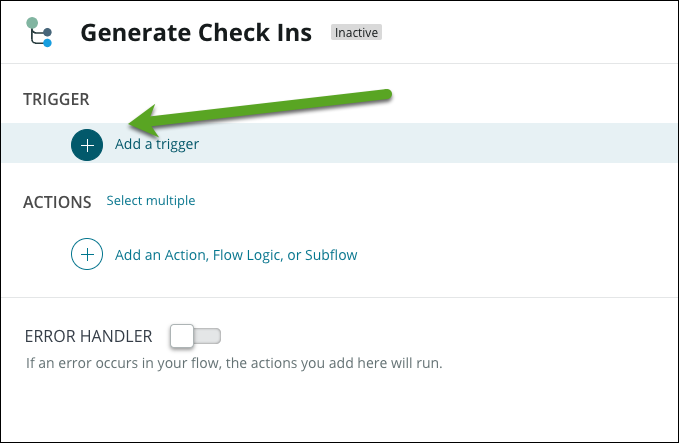 Generate Check Ins Inactive
TRIGGER
Add a trigger
ACTIONS Select multiple
Add an Action, Flow Logic, or Subflow
ERROR HANDLER
If an error occurs in your flow, the actions you add here will run.